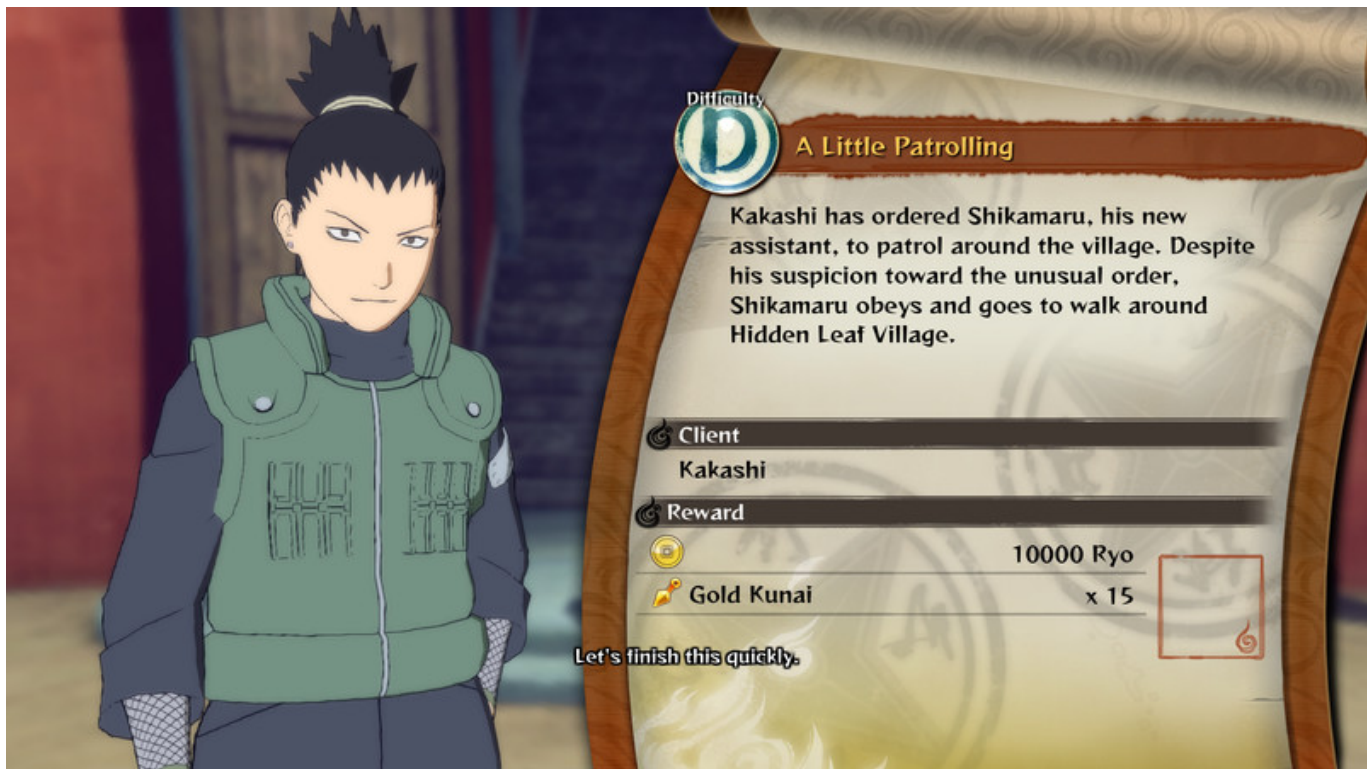 Difficulty
D
A Little Patrolling
Kakashi has ordered Shikamaru, his new
assistant, to patrol around the village. Despite
his suspicion toward the unusual order,
Shikamaru obeys and goes to walk around
Hidden Leaf Village.
Client
Kakashi
Reward
10000 Ryo
Gold Kunai x 15
Let's finish this quickly.